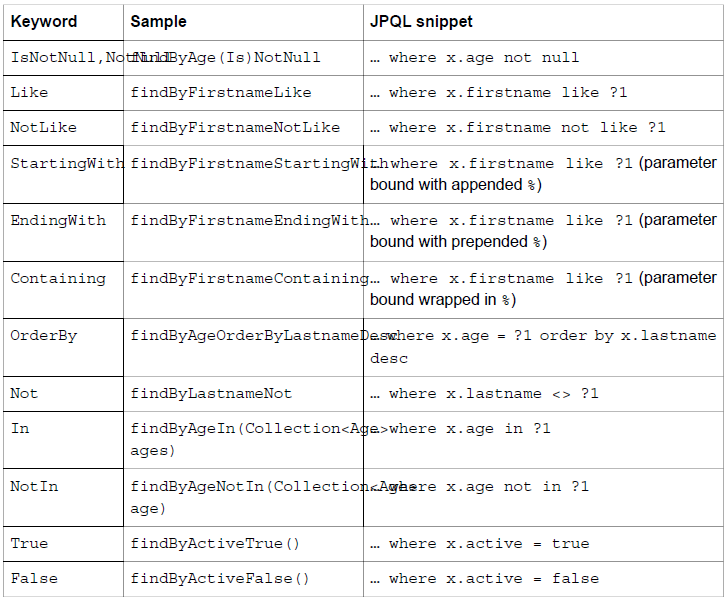 Keyword Sample JPQL snippet
IsNotNull,NotNull findByAge(Is)NotNull … where x.age not null
Like findByFirstnameLike … where x.firstname like ?1
NotLike findByFirstnameNotLike … where x.firstname not like ?1
StartingWith findByFirstnameStartingWith … where x.firstname like ?1 (parameter
bound with appended %)
EndingWith findByFirstnameEndingWith … where x.firstname like ?1 (parameter
bound with prepended %)
Containing findByFirstnameContaining … where x.firstname like ?1 (parameter
bound wrapped in %)
OrderBy findByAgeOrderByLastnameDesc … where x.age = ?1 order by x.lastname
desc
Not findByLastnameNot … where x.lastname <> ?1
In findByAgeIn(Collection<Age> … where x.age in ?1
ages)
NotIn findByAgeNotIn(Collection<Age> … where x.age not in ?1
age)
True findByActiveTrue() … where x.active = true
False findByActiveFalse() … where x.active = false